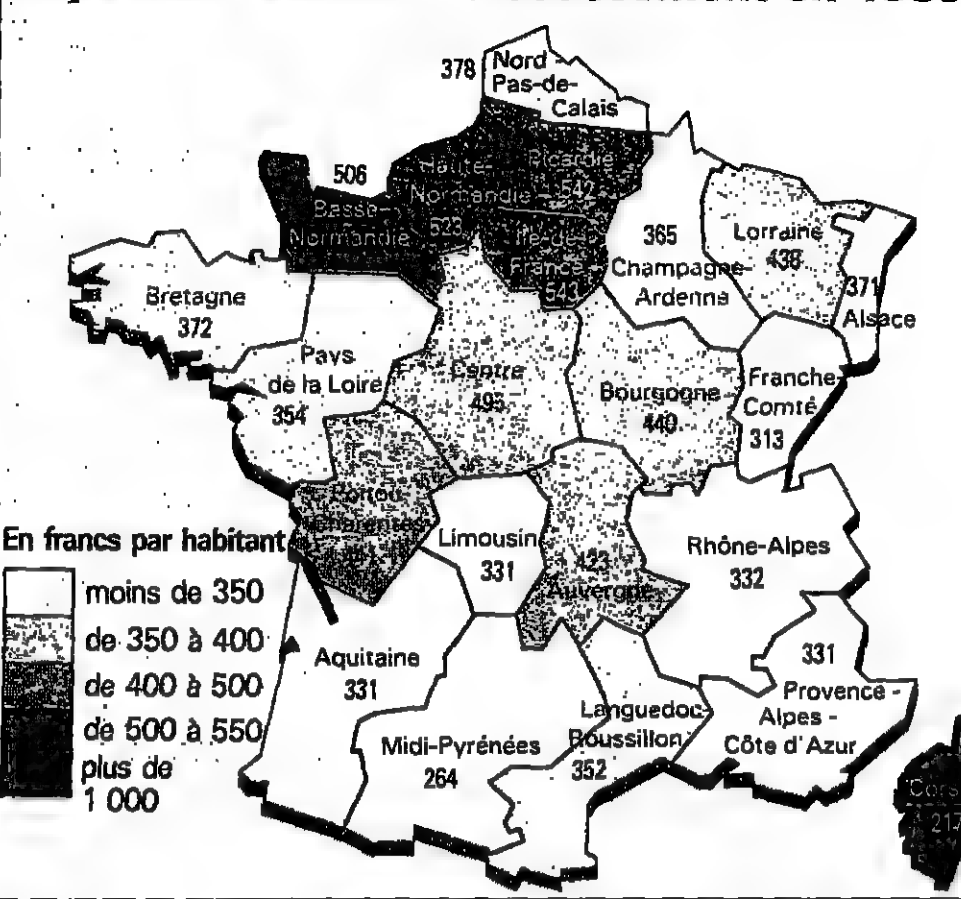 378
Nord -
Pas-de-
Calais
506
Haute-
Normandie
523
Picardie
542
Basse-
Normandie
Île-de-
France
543
365
Champagne-
Ardenne
Lorraine
438
371
Alsace
Bretagne
372
Pays
de la Loire
354
Centre
495
Bourgogne
440
Franche-
Comté
313
Poitou
Charentes
Limousin
331
423
Auvergne
Rhône-Alpes
332
Aquitaine
331
Midi-Pyrénées
264
Languedoc-
Roussillon
352
331
Provence -
Alpes -
Côte d'Azur
En francs par habitant
moins de 350
de 350 à 400
de 400 à 500
de 500 à 550
plus de
1 000